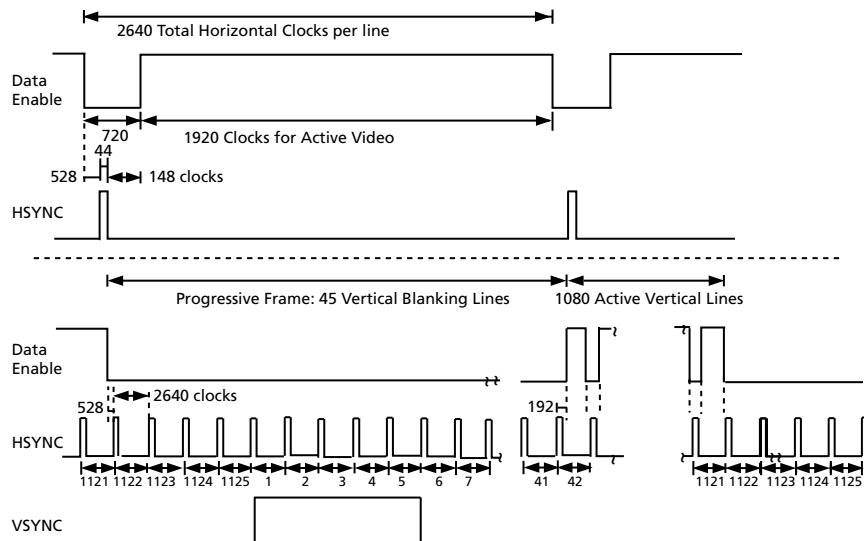 2640 Total Horizontal Clocks per line
Data
Enable
720
1920 Clocks for Active Video
44
528
148 clocks
HSYNC
Progressive Frame: 45 Vertical Blanking Lines
1080 Active Vertical Lines
Data
Enable
2640 clocks
528
192
HSYNC
1121 1122 1123 1124 1125 1 2 3 4 5 6 7 41 42 1121 1122 1123 1124 1125
VSYNC